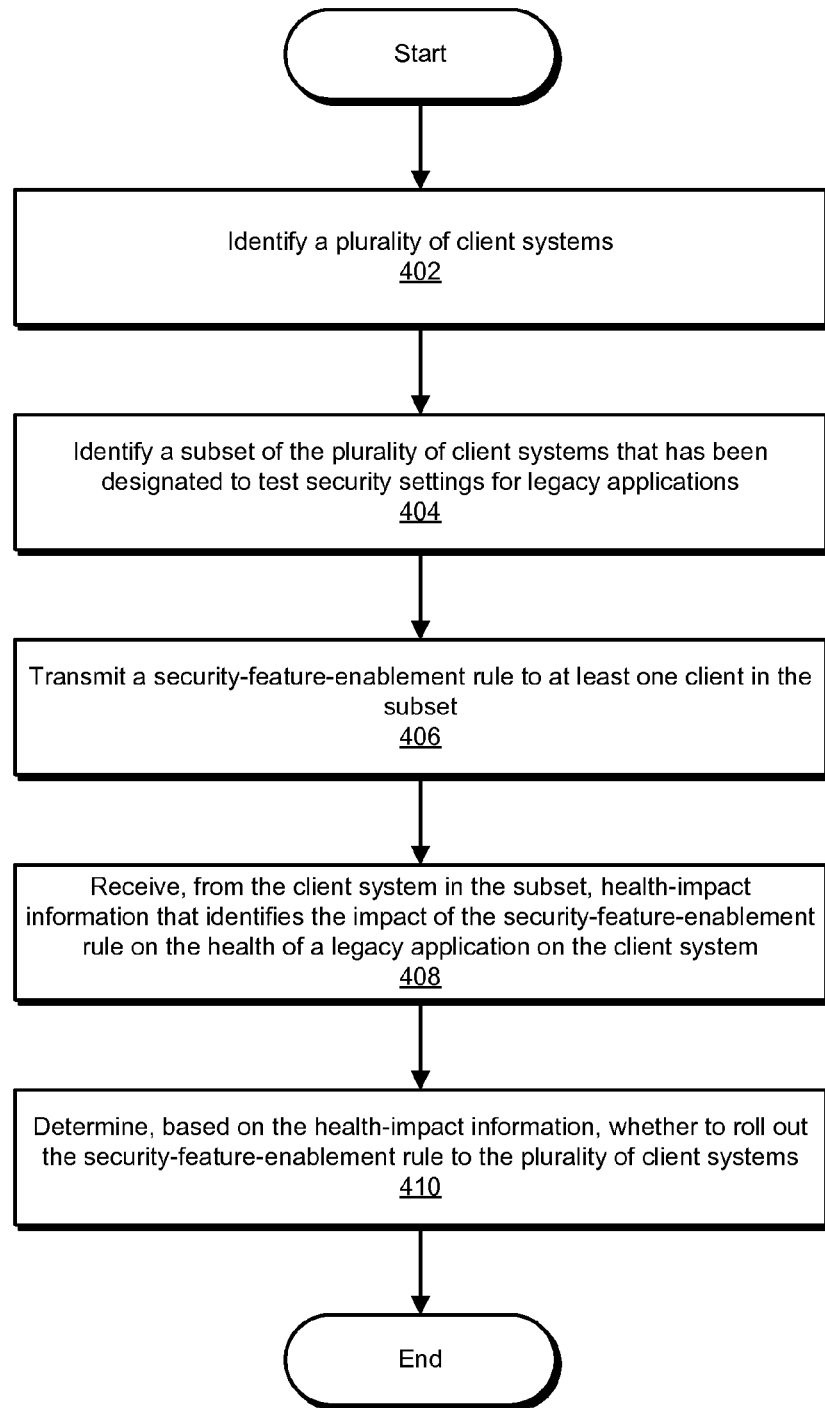 Start
Identify a plurality of client systems
402
Identify a subset of the plurality of client systems that has been
designated to test security settings for legacy applications
404
Transmit a security-feature-enablement rule to at least one client in the
subset
406
Receive, from the client system in the subset, health-impact
information that identifies the impact of the security-feature-enablement
rule on the health of a legacy application on the client system
408
Determine, based on the health-impact information, whether to roll out
the security-feature-enablement rule to the plurality of client systems
410
End